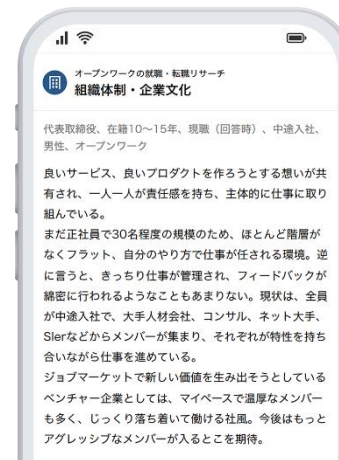 オープンワークの就職・転職リサーチ
組織体制・企業文化
代表取締役、在籍10〜15年、現職（回答時）、中途入社、
男性、オープンワーク
良いサービス、良いプロダクトを作ろうとする想いが共
有され、一人一人が責任感を持ち、主体的に仕事に取り
組んでいる。
まだ正社員で30名程度の規模のため、ほとんど階層が
なくフラット、自分のやり方で仕事が任される環境。逆
に言うと、きっちり仕事が管理され、フィードバックが
綿密に行われるようなこともあまりない。現状は、全員
が中途入社で、大手人材会社、コンサル、ネット大手、
SIerなどからメンバーが集まり、それぞれが特性を持ち
合いながら仕事を進めている。
ジョブマーケットで新しい価値を生み出そうとしている
ベンチャー企業としては、マイペースで温厚なメンバー
も多く、じっくり落ち着いて働ける社風。今後はもっと
アグレッシブなメンバーが入るとこを期待。